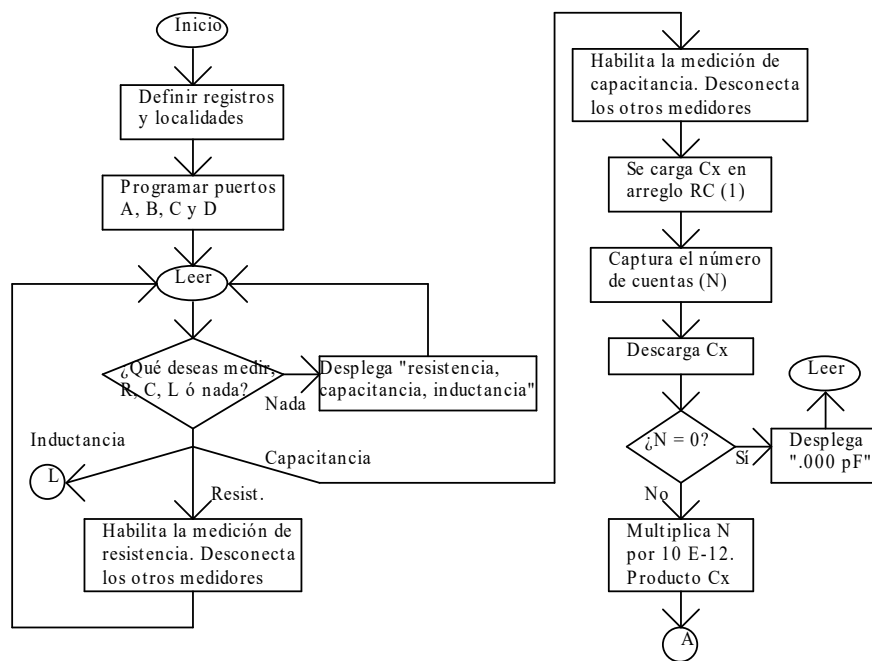 Inicio
Definir registros
y localidades
Programar puertos
A, B, C y D
Leer
¿Qué deseas medir,
R, C, L ó nada?
Nada
Desplega "resistencia,
capacitancia, inductancia"
Inductancia
L
Capacitancia
Resist.
Habilita la medición de
resistencia. Desconecta
los otros medidores
Habilita la medición de
capacitancia. Desconecta
los otros medidores
Se carga Cx en
arreglo RC (1)
Captura el número
de cuentas (N)
Descarga Cx
¿N = 0?
Sí
Desplega
".000 pF"
Leer
No
Multiplica N
por 10 E-12.
Producto Cx
A